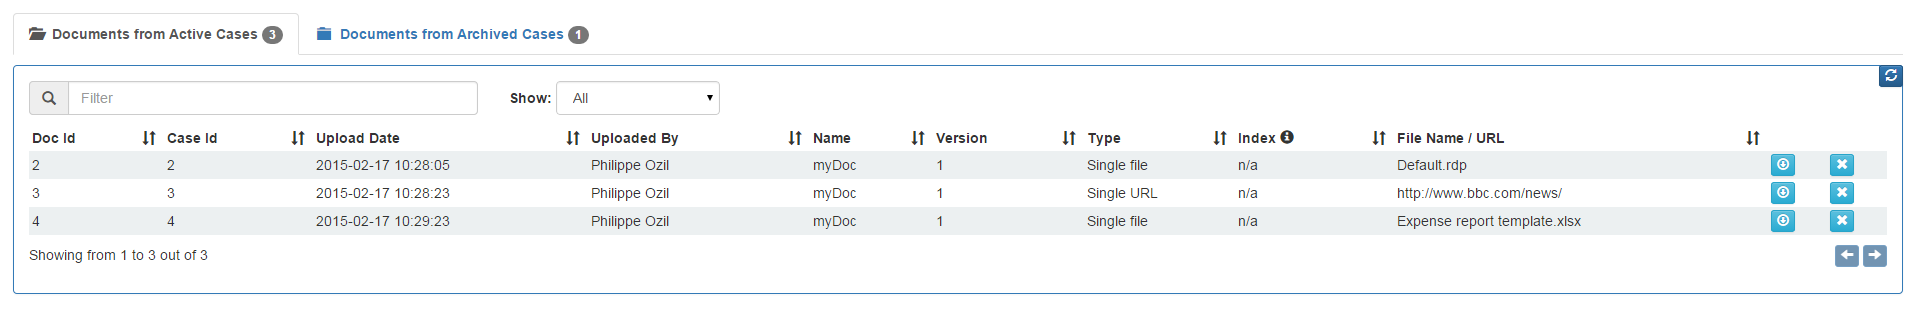 Documents from Active Cases 3 Documents from Archived Cases 1
Filter Show: All
Doc Id Case Id Upload Date Uploaded By Name Version Type Index File Name / URL
2 2 2015-02-17 10:28:05 Philippe Ozil myDoc 1 Single file n/a Default.rdp
3 3 2015-02-17 10:28:23 Philippe Ozil myDoc 1 Single URL n/a http://www.bbc.com/news/
4 4 2015-02-17 10:29:23 Philippe Ozil myDoc 1 Single file n/a Expense report template.xlsx
Showing from 1 to 3 out of 3